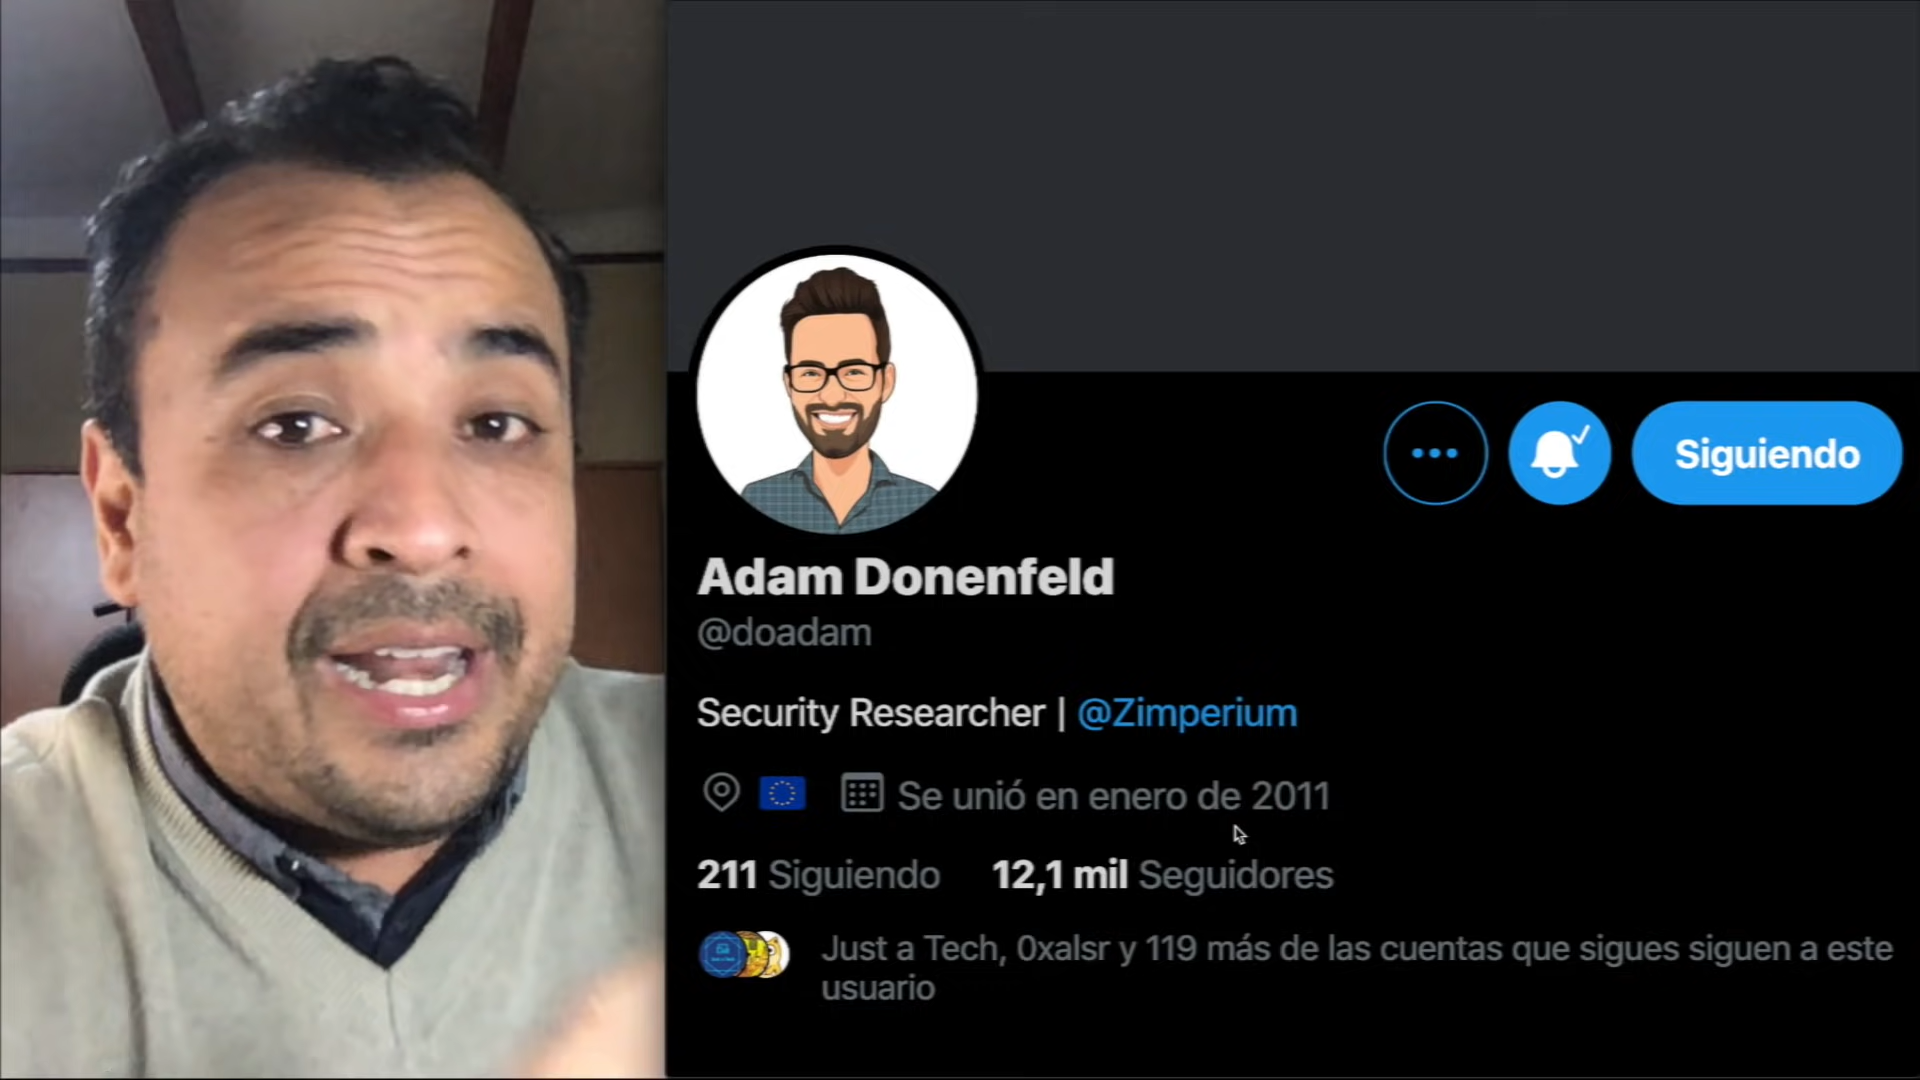 Siguiendo
Adam Donenfeld
@doadam
Security Researcher | @Zimperium
Se unió en enero de 2011
211 Siguiendo 12,1 mil Seguidores
Just a Tech, 0xalsr y 119 más de las cuentas que sigues siguen a este
usuario